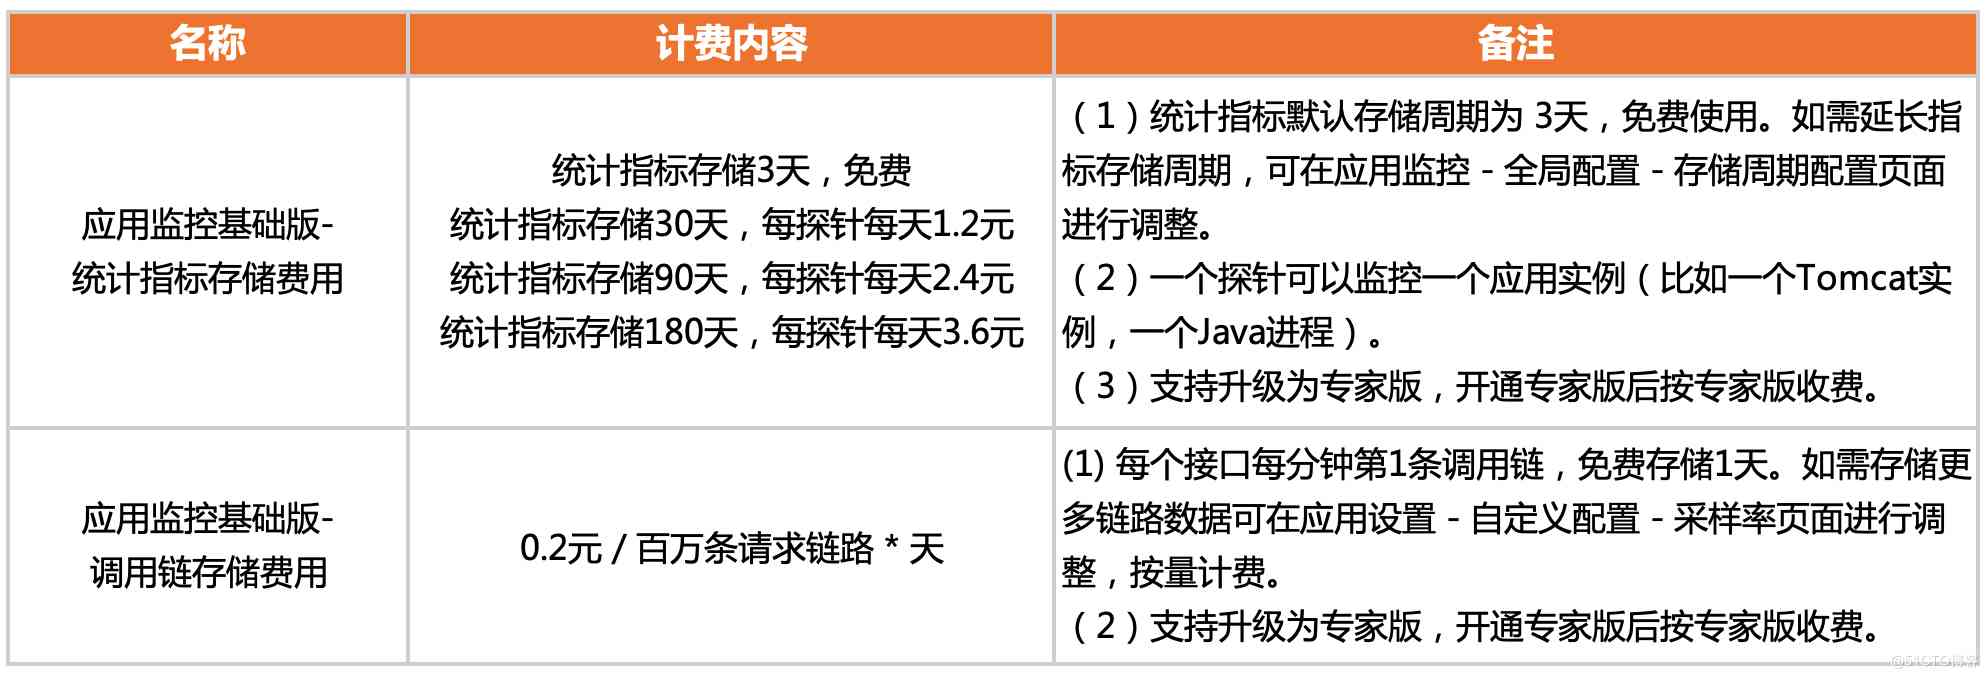 名称
计费内容
备注
应用监控基础版-
统计指标存储费用
统计指标存储3天，免费
统计指标存储30天，每探针每天1.2元
统计指标存储90天，每探针每天2.4元
统计指标存储180天，每探针每天3.6元
（1）统计指标默认存储周期为 3天，免费使用。如需延长指
标存储周期，可在应用监控 - 全局配置 - 存储周期配置页面
进行调整。
（2）一个探针可以监控一个应用实例（比如一个Tomcat实
例，一个Java进程）。
（3）支持升级为专家版，开通专家版后按专家版收费。
应用监控基础版-
调用链存储费用
0.2元 / 百万条请求链路 * 天
(1) 每个接口每分钟第1条调用链，免费存储1天。如需存储更
多链路数据可在应用设置 - 自定义配置 - 采样率页面进行调
整，按量计费。
（2）支持升级为专家版，开通专家版后按专家版收费。
@51CTO博客